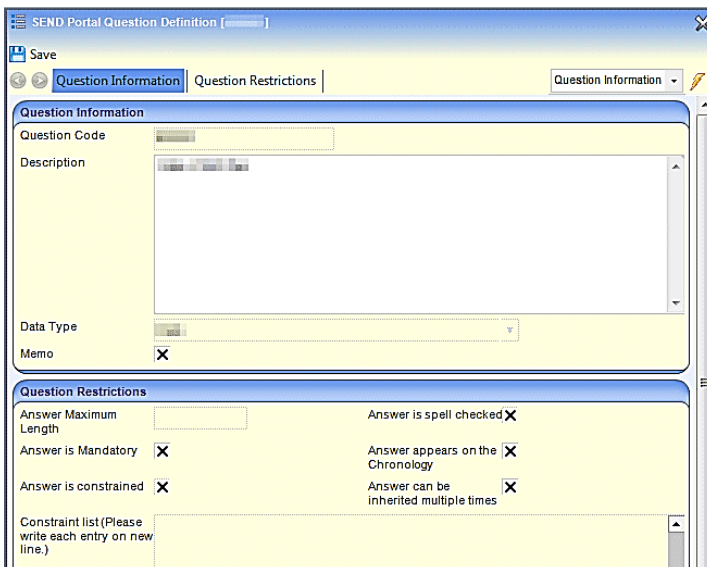 SEND Portal Question Definition [ ]
Save
Question Information Question Restrictions Question Information
Question Information
Question Code
Description
Data Type
Memo
Question Restrictions
Answer Maximum Answer is spell checked
Length
Answer is Mandatory Answer appears on the
Chronology
Answer is constrained Answer can be
inherited multiple times
Constraint list (Please
write each entry on new
line.)